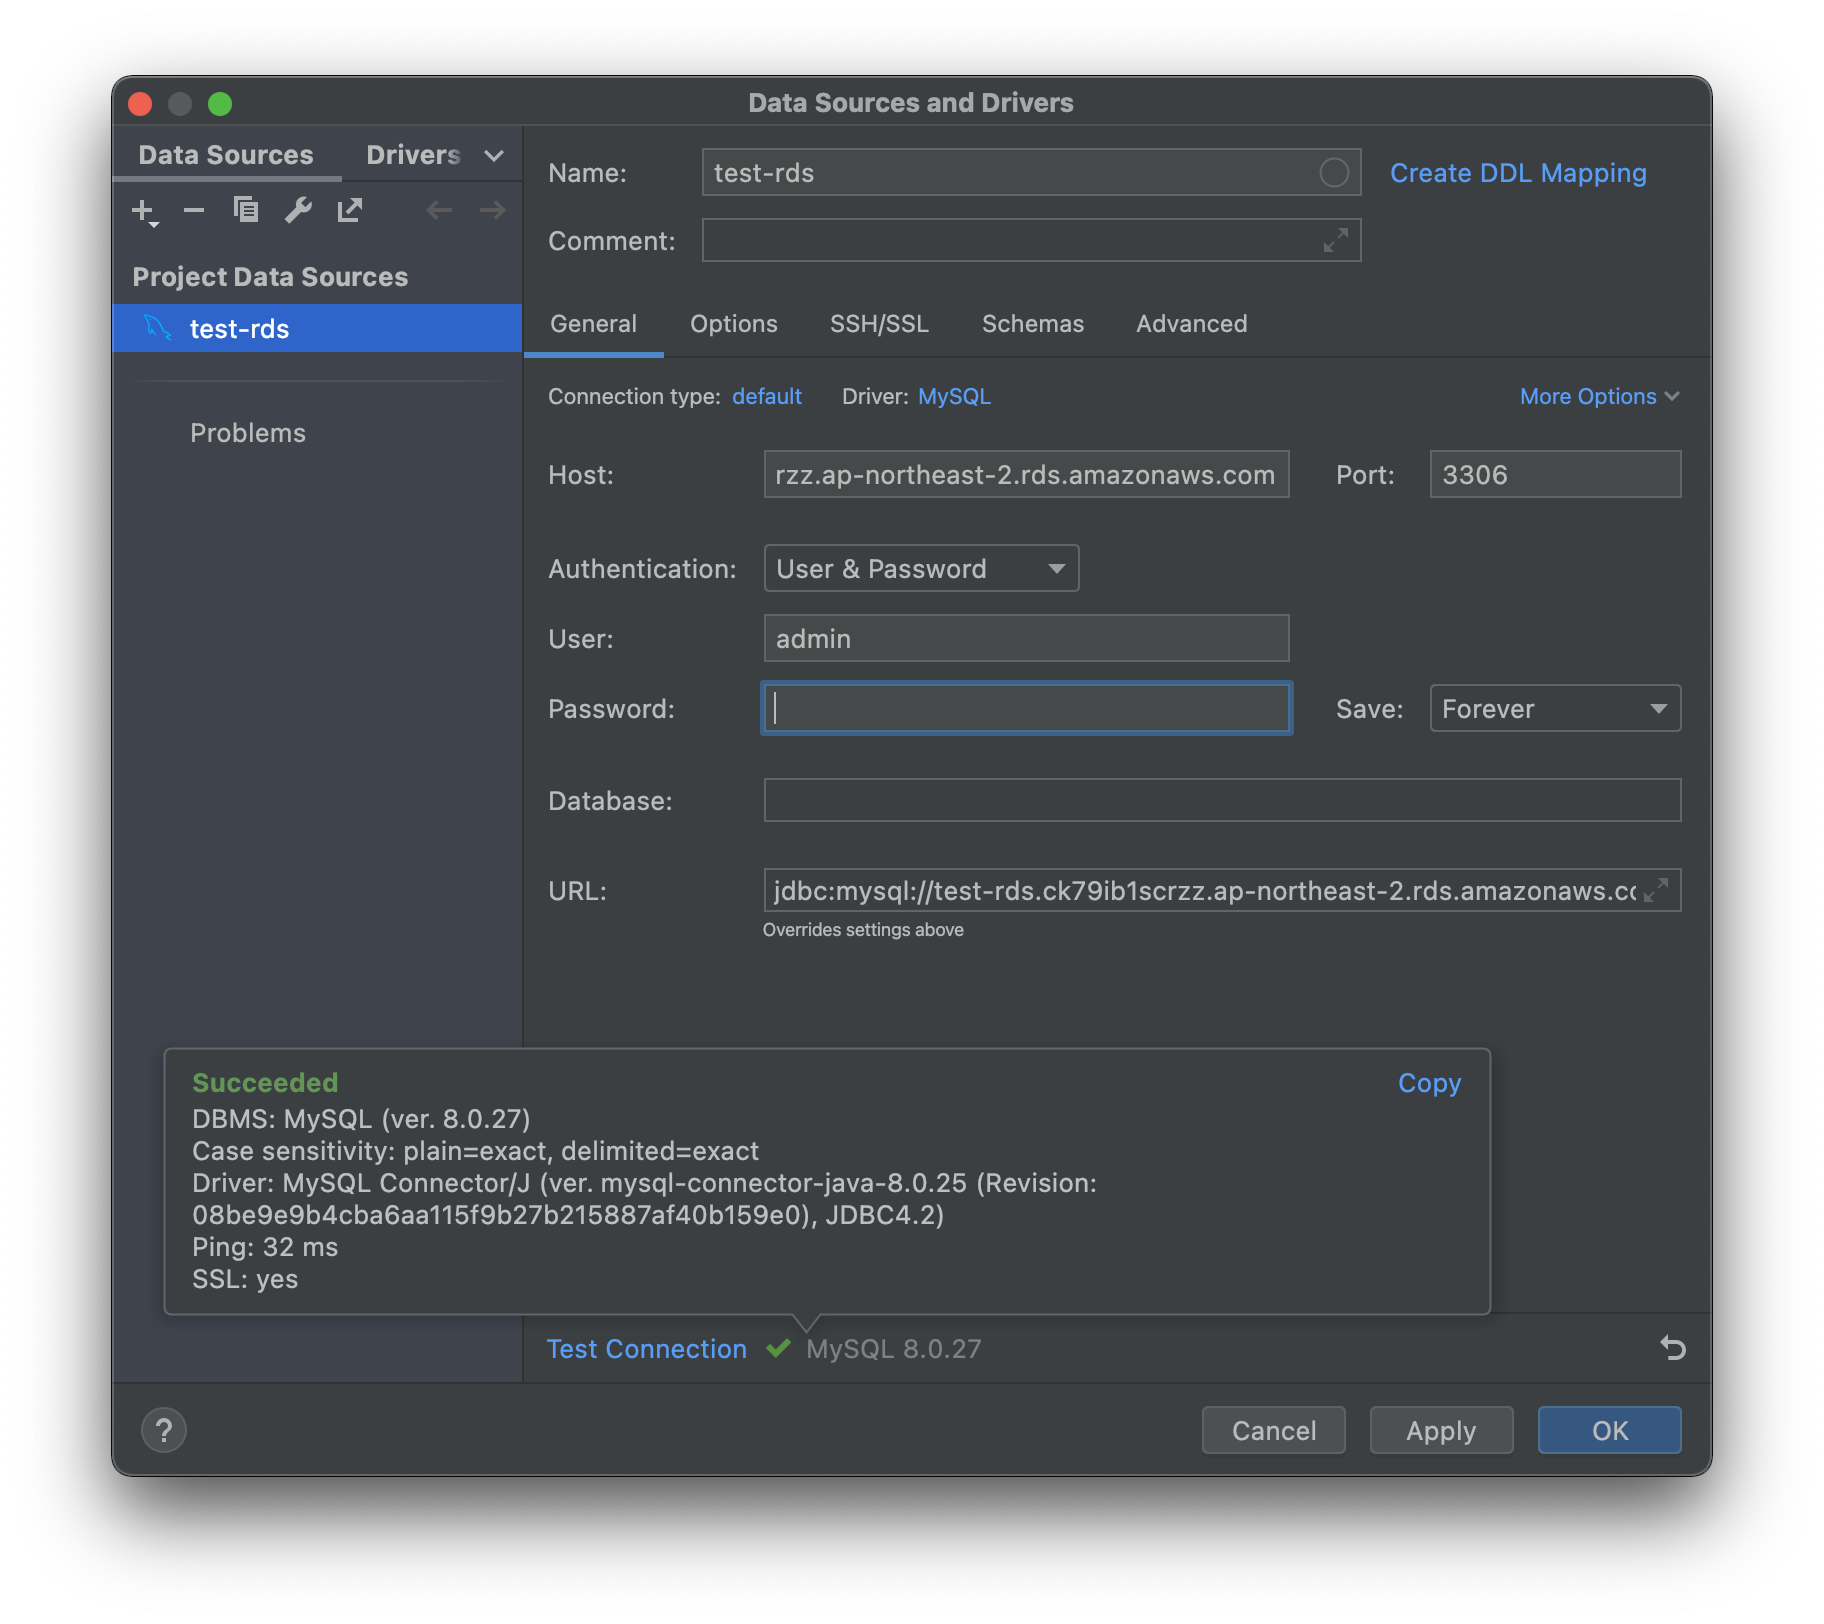 Data Sources and Drivers
Data Sources Drivers
Name: test-rds Create DDL Mapping
Comment:
Project Data Sources
test-rds
Problems
General Options SSH/SSL Schemas Advanced
Connection type: default Driver: MySQL More Options
Host: rzz.ap-northeast-2.rds.amazonaws.com Port: 3306
Authentication: User & Password
User: admin
Password: Save: Forever
Database:
URL: jdbc:mysql://test-rds.ck79ib1scrzz.ap-northeast-2.rds.amazonaws.co
Overrides settings above
Succeeded Copy
DBMS: MySQL (ver. 8.0.27)
Case sensitivity: plain=exact, delimited=exact
Driver: MySQL Connector/J (ver. mysql-connector-java-8.0.25 (Revision:
08be9e9b4cba6aa115f9b27b215887af40b159e0), JDBC4.2)
Ping: 32 ms
SSL: yes
Test Connection MySQL 8.0.27
? Cancel Apply OK